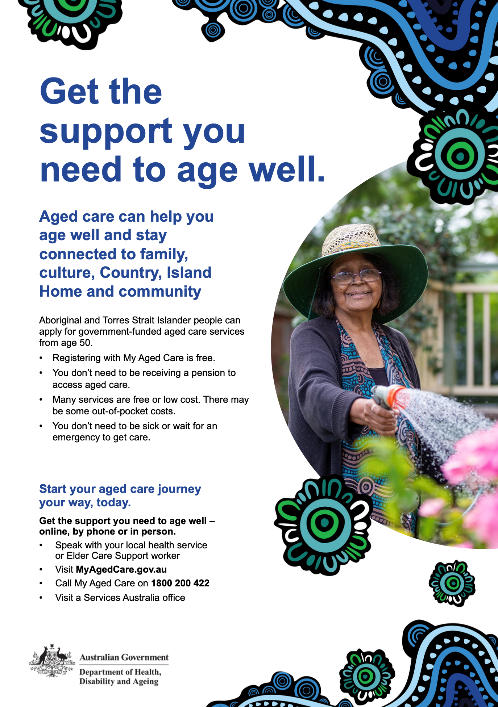 Get the
support you
need to age well.
Aged care can help you
age well and stay
connected to family,
culture, Country, Island
Home and community
Aboriginal and Torres Strait Islander people can
apply for government-funded aged care services
from age 50.
• Registering with My Aged Care is free.
• You don't need to be receiving a pension to
access aged care.
• Many services are free or low cost. There may
be some out-of-pocket costs.
• You don't need to be sick or wait for an
emergency to get care.
Start your aged care journey
your way, today.
Get the support you need to age well –
online, by phone or in person.
• Speak with your local health service
or Elder Care Support worker
• Visit MyAgedCare.gov.au
• Call My Aged Care on 1800 200 422
• Visit a Services Australia office
Australian Government
Department of Health,
Disability and Ageing